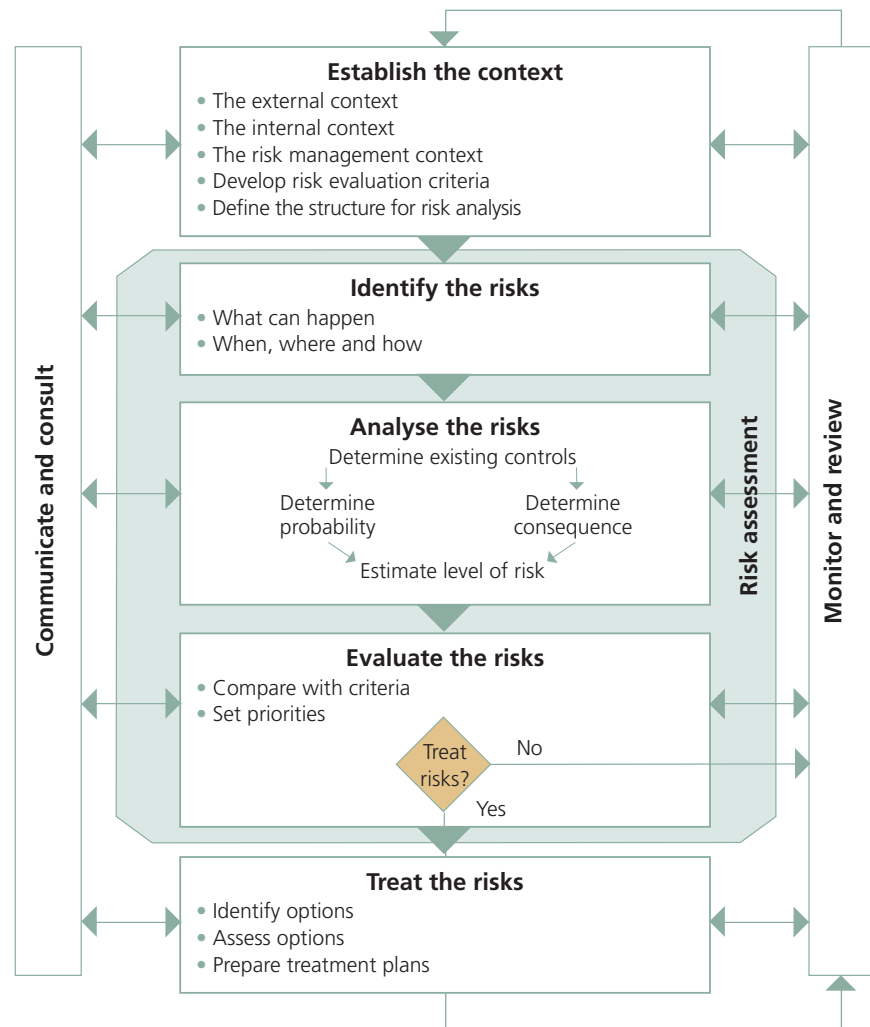 Establish the context
• The external context
• The internal context
• The risk management context
• Develop risk evaluation criteria
• Define the structure for risk analysis
Identify the risks
• What can happen
• When, where and how
Analyse the risks
Determine existing controls
Determine
probability
Determine
consequence
Estimate level of risk
Evaluate the risks
• Compare with criteria
• Set priorities
Treat
risks?
No
Yes
Treat the risks
• Identify options
• Assess options
• Prepare treatment plans
Communicate and consult
Risk assessment
Monitor and review